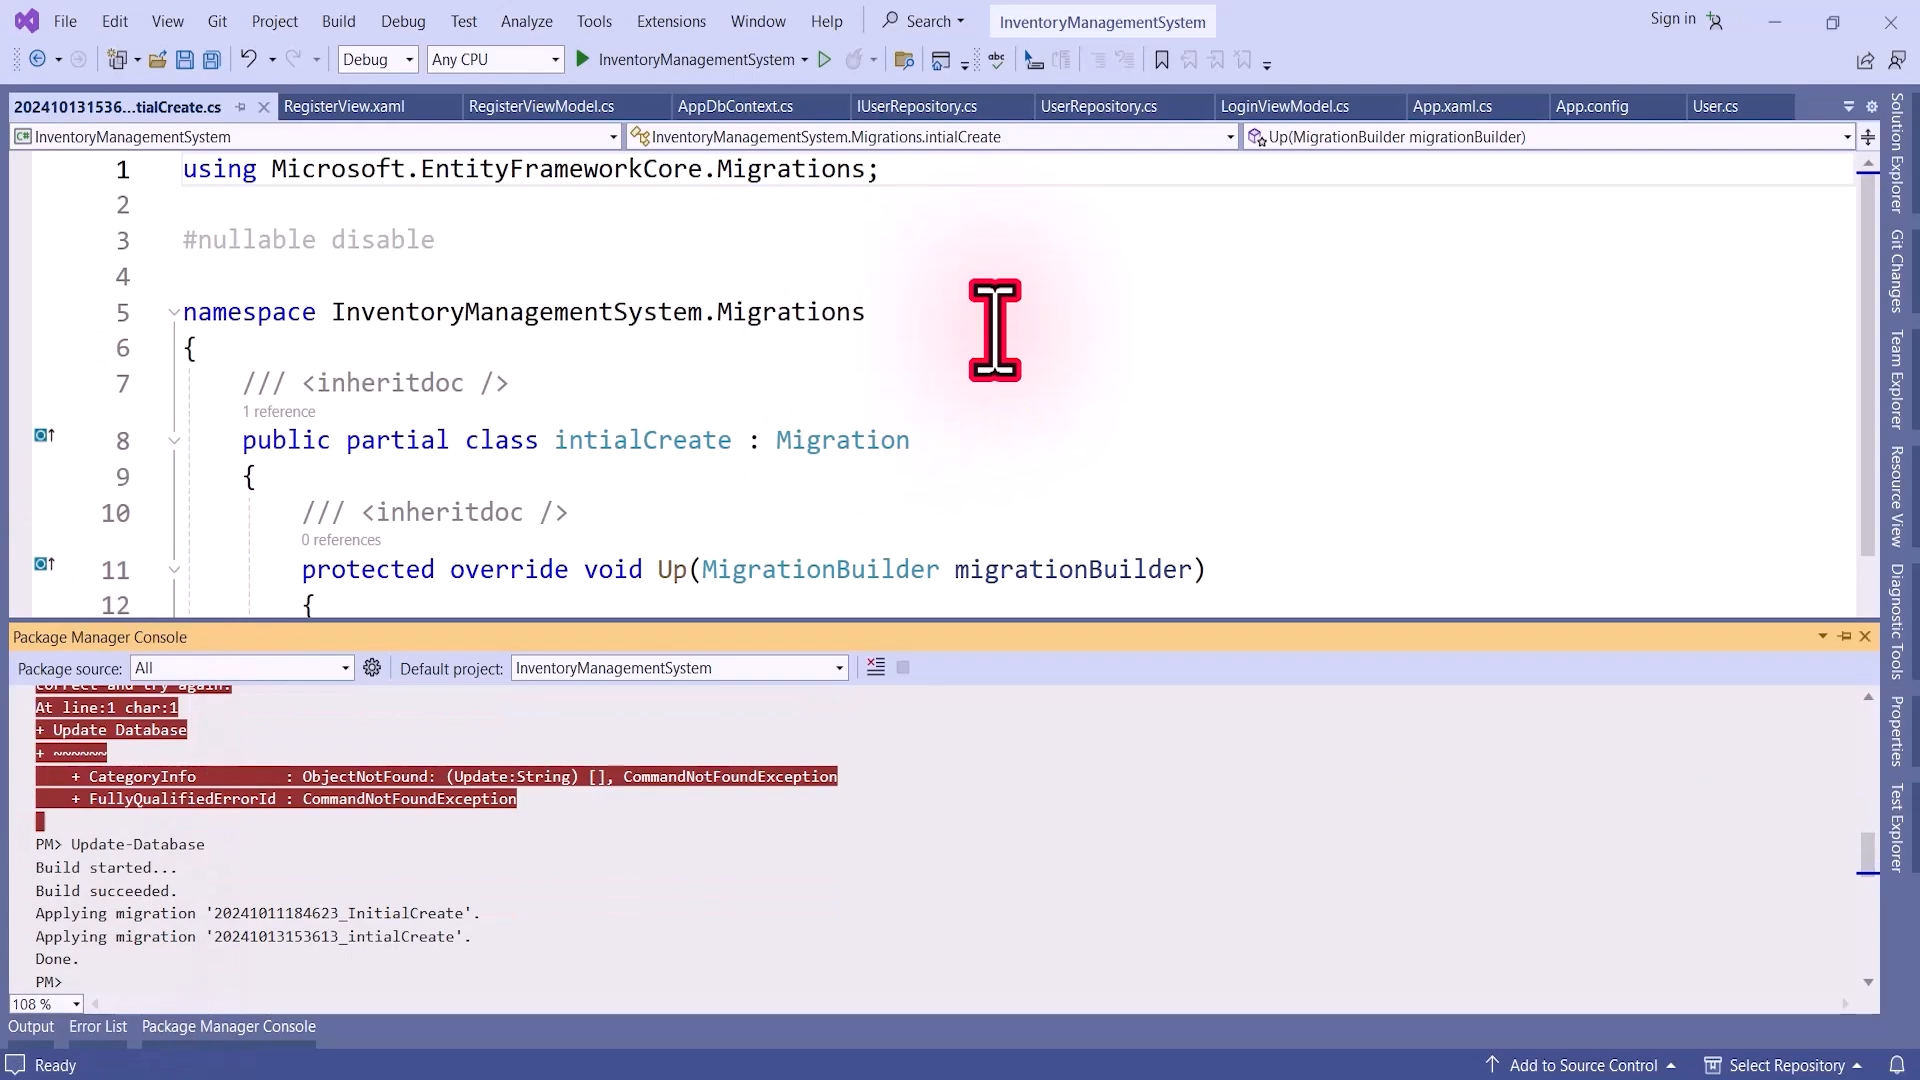 File Edit View Git Project Build Debug Test Analyze Tools Extensions Window Help Search InventoryManagementSystem Sign in
Debug Any CPU InventoryManagementSystem
202410131536...tialCreate.cs RegisterView.xaml RegisterViewModel.cs AppDbContext.cs IUserRepository.cs UserRepository.cs LoginViewModel.cs App.xaml.cs App.config User.cs
InventoryManagementSystem InventoryManagementSystem.Migrations.intialCreate Up(MigrationBuilder migrationBuilder)
1 using Microsoft.EntityFrameworkCore.Migrations;
2
3 #nullable disable
4
5 namespace InventoryManagementSystem.Migrations
6 {
7 /// <inheritdoc />
1 reference
8 public partial class intialCreate : Migration
9 {
10 /// <inheritdoc />
0 references
11 protected override void Up(MigrationBuilder migrationBuilder)
12 {
Solution Explorer
Git Changes
Team Explorer
Resource View
Diagnostic Tools
Properties
Test Explorer
Package Manager Console
Package source: All Default project: InventoryManagementSystem
correct and try again.
At line:1 char:1
+ Update Database
+ ~~~~~~
+ CategoryInfo : ObjectNotFound: (Update:String) [], CommandNotFoundException
+ FullyQualifiedErrorId : CommandNotFoundException
PM> Update-Database
Build started...
Build succeeded.
Applying migration '20241011184623_InitialCreate'.
Applying migration '20241013153613_intialCreate'.
Done.
PM>
108 %
Output Error List Package Manager Console
Ready Add to Source Control Select Repository